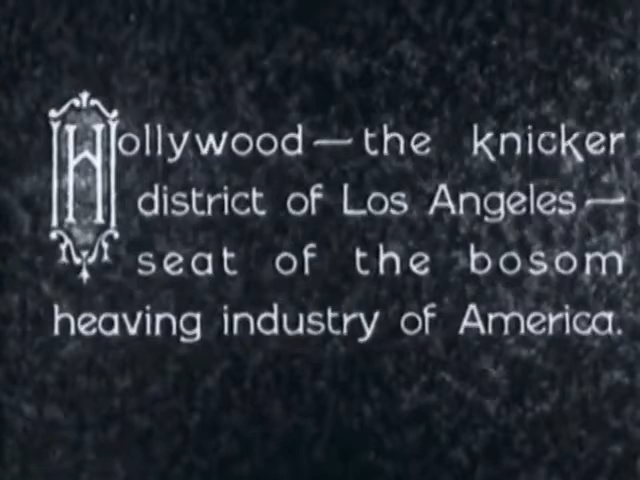 Hollywood—the knicker
district of Los Angeles—
seat of the bosom
heaving industry of America.